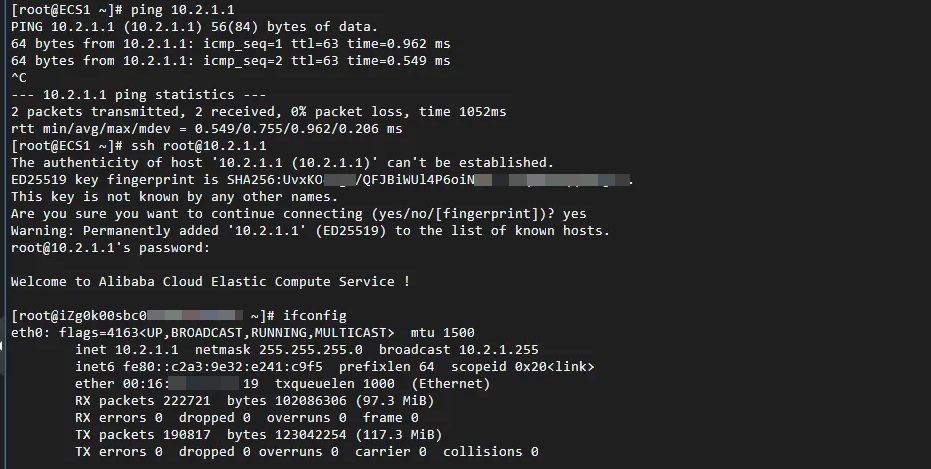 [root@ECS1 ~]# ping 10.2.1.1
PING 10.2.1.1 (10.2.1.1) 56(84) bytes of data.
64 bytes from 10.2.1.1: icmp_seq=1 ttl=63 time=0.962 ms
64 bytes from 10.2.1.1: icmp_seq=2 ttl=63 time=0.549 ms
^C
--- 10.2.1.1 ping statistics ---
2 packets transmitted, 2 received, 0% packet loss, time 1052ms
rtt min/avg/max/mdev = 0.549/0.755/0.962/0.206 ms
[root@ECS1 ~]# ssh root@10.2.1.1
The authenticity of host '10.2.1.1 (10.2.1.1)' can't be established.
ED25519 key fingerprint is SHA256:UvxKO /QFJBiWUl4P6oiN .
This key is not known by any other names.
Are you sure you want to continue connecting (yes/no/[fingerprint])? yes
Warning: Permanently added '10.2.1.1' (ED25519) to the list of known hosts.
root@10.2.1.1's password:
Welcome to Alibaba Cloud Elastic Compute Service !
[root@iZg0k00sbc0 ~]# ifconfig
eth0: flags=4163<UP,BROADCAST,RUNNING,MULTICAST>  mtu 1500
inet 10.2.1.1  netmask 255.255.255.0  broadcast 10.2.1.255
inet6 fe80::c2a3:9e32:e241:c9f5  prefixlen 64  scopeid 0x20<link>
ether 00:16: 19  txqueuelen 1000  (Ethernet)
RX packets 222721  bytes 102086306 (97.3 MiB)
RX errors 0  dropped 0  overruns 0  frame 0
TX packets 190817  bytes 123042254 (117.3 MiB)
TX errors 0  dropped 0 overruns 0  carrier 0  collisions 0